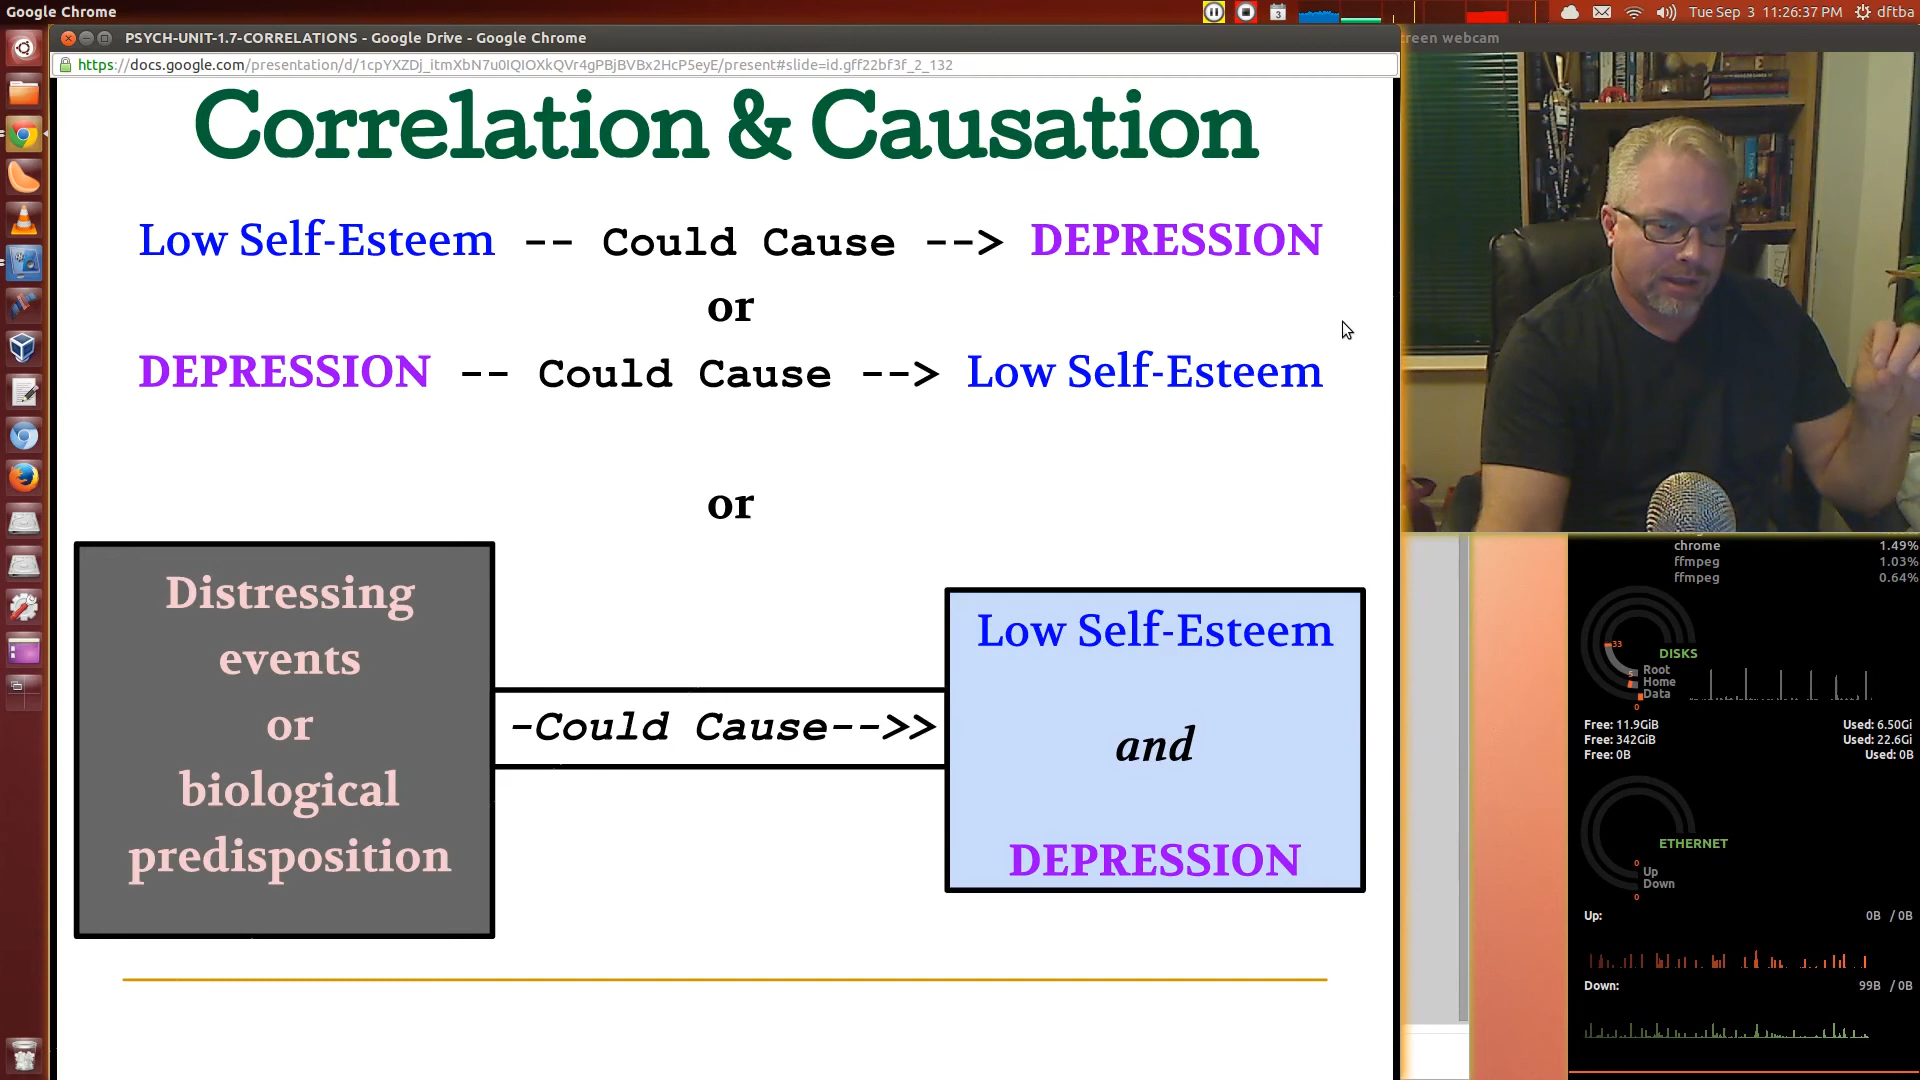 Google Chrome
3
Tue Sep 3 11:26:37 PM
dftba
PSYCH-UNIT-1.7-CORRELATIONS - Google Drive - Google Chrome
reen webcam
https://docs.google.com/presentation/d/1cpYXZDj_itmXbN7u0IQIOXkQVr4gPBjBVBx2HcP5eyE/present#slide=id.gff22bf3f_2_132
Correlation & Causation
Low Self-Esteem -- Could Cause --> DEPRESSION
or
DEPRESSION -- Could Cause --> Low Self-Esteem
or
Distressing
events
or
biological
predisposition
-Could Cause-->>
Low Self-Esteem
and
DEPRESSION
chrome 1.49%
ffmpeg 1.03%
ffmpeg 0.64%
33
DISKS
Root
Home
Data
0
Free: 11.9GiB Used: 6.50Gi
Free: 342GiB Used: 22.6Gi
Free: 0B Used: 0B
ETHERNET
0
Up
Down
0
Up: 0B / 0B
Down: 99B / 0B